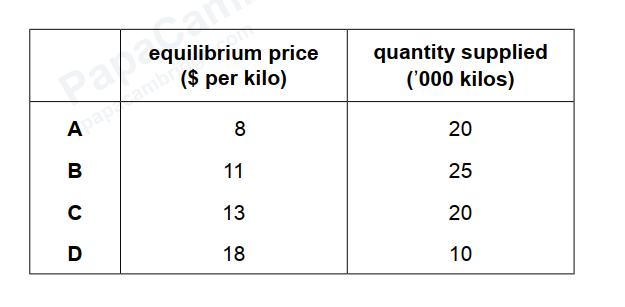 equilibrium price quantity supplied
($ per kilo) (’000 kilos)
A 8 20
B 11 25
C 13 20
D 18 10